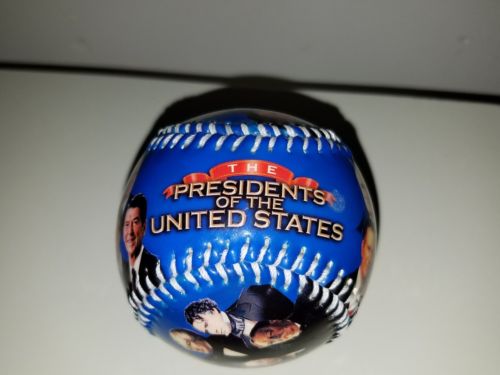 THE
PRESIDENTS
OF THE
UNITED STATES